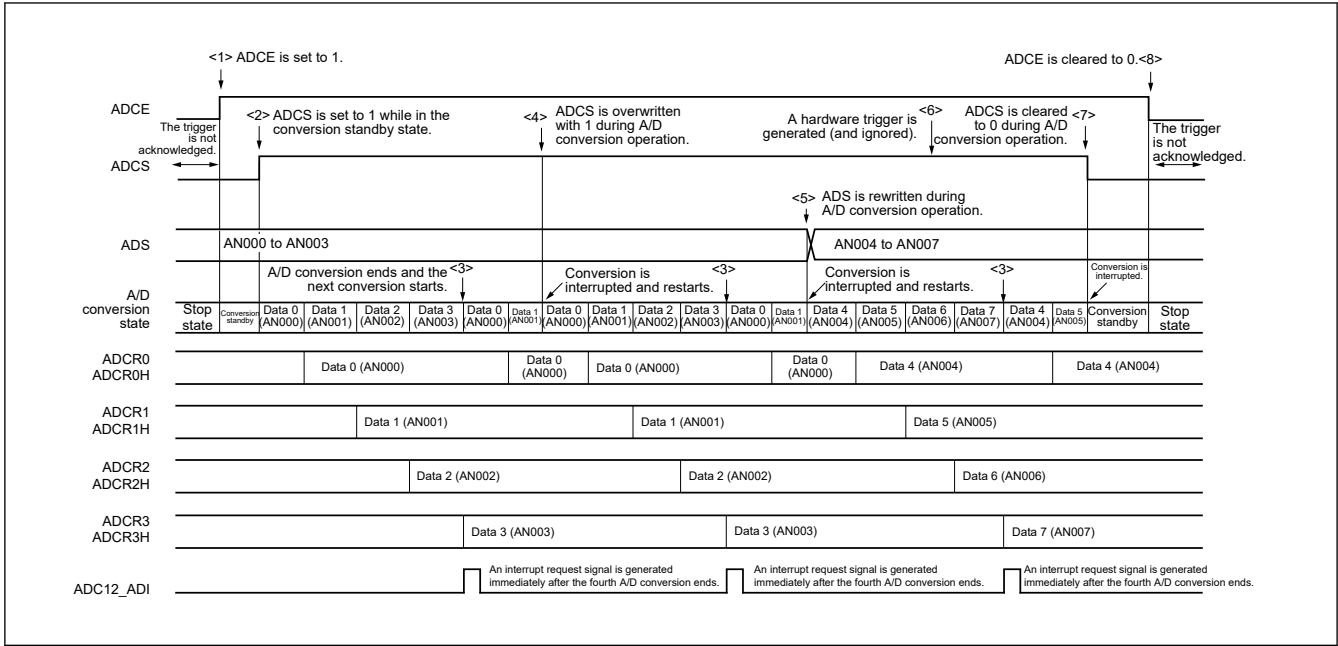 <1> ADCE is set to 1.
ADCE is cleared to 0.<8>
ADCE
The trigger
is not
acknowledged.
<2> ADCS is set to 1 while in the
conversion standby state.
<4> ADCS is overwritten
with 1 during A/D
conversion operation.
A hardware trigger is
generated (and ignored).
<6>
ADCS is cleared
to 0 during A/D
conversion operation.
<7>
The trigger
is not
acknowledged.
ADCS
<5> ADS is rewritten during
A/D conversion operation.
ADS
AN000 to AN003
AN004 to AN007
A/D conversion ends and the
next conversion starts.
<3>
Conversion is
interrupted and restarts.
<3>
Conversion is
interrupted and restarts.
<3>
Conversion is
interrupted.
A/D
conversion
state
Stop
state
Conversion
standby
Data 0
(AN000)
Data 1
(AN001)
Data 2
(AN002)
Data 3
(AN003)
Data 0
(AN000)
Data 1
(AN001)
Data 0
(AN000)
Data 1
(AN001)
Data 2
(AN002)
Data 3
(AN003)
Data 0
(AN000)
Data 1
(AN001)
Data 4
(AN004)
Data 5
(AN005)
Data 6
(AN006)
Data 7
(AN007)
Data 4
(AN004)
Data 5
(AN005)
Conversion
standby
Stop
state
ADCR0
ADCR0H
Data 0 (AN000)
Data 0
(AN000)
Data 0 (AN000)
Data 0
(AN000)
Data 4 (AN004)
Data 4 (AN004)
ADCR1
ADCR1H
Data 1 (AN001)
Data 1 (AN001)
Data 5 (AN005)
ADCR2
ADCR2H
Data 2 (AN002)
Data 2 (AN002)
Data 6 (AN006)
ADCR3
ADCR3H
Data 3 (AN003)
Data 3 (AN003)
Data 7 (AN007)
ADC12_ADI
An interrupt request signal is generated
immediately after the fourth A/D conversion ends.
An interrupt request signal is generated
immediately after the fourth A/D conversion ends.
An interrupt request signal is generated
immediately after the fourth A/D conversion ends.